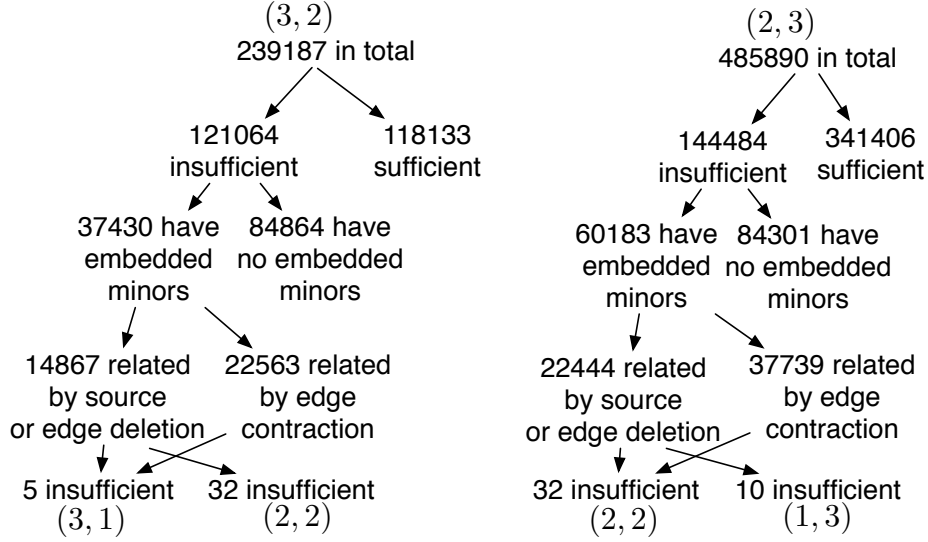 (3, 2)
239187 in total
121064
insufficient
118133
sufficient
37430 have
embedded
minors
84864 have
no embedded
minors
14867 related
by source
or edge deletion
22563 related
by edge
contraction
5 insufficient
(3, 1)
32 insufficient
(2, 2)
(2, 3)
485890 in total
144484
insufficient
341406
sufficient
60183 have
embedded
minors
84301 have
no embedded
minors
22444 related
by source
or edge deletion
37739 related
by edge
contraction
32 insufficient
(2, 2)
10 insufficient
(1, 3)